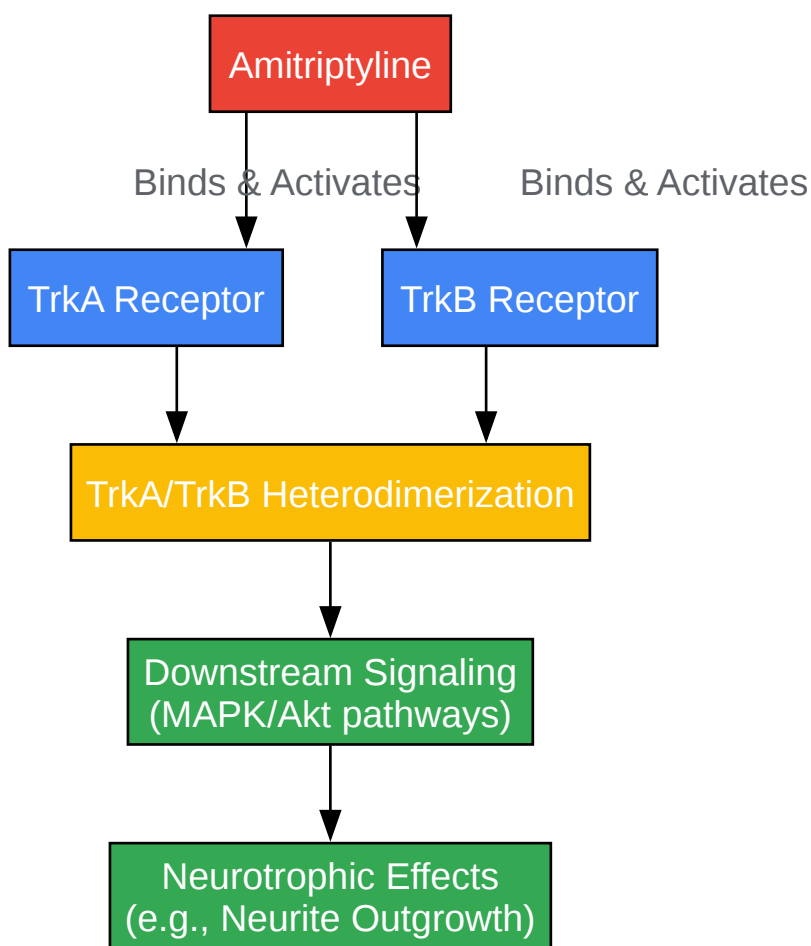 Amitriptyline
Binds & Activates
Binds & Activates
TrkA Receptor
TrkB Receptor
TrkA/TrkB Heterodimerization
Downstream Signaling
(MAPK/Akt pathways)
Neurotrophic Effects
(e.g., Neurite Outgrowth)